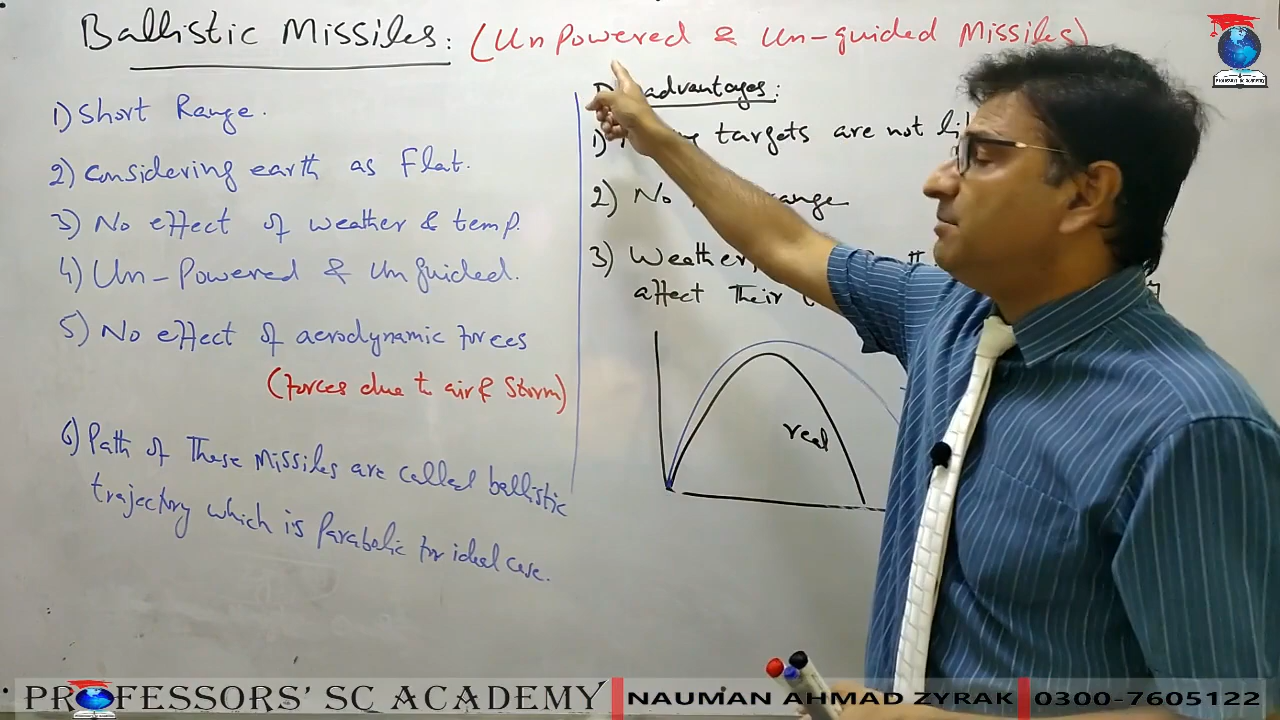 Ballistic Missiles: (Un Powered & Un-guided Missiles)
1) Short Range.
2) Considering earth as flat.
3) No effect of weather & temp.
4) Un-Powered & Unguided.
5) No effect of aerodynamic forces
(forces due to air & storm)
6) Path of These Missiles are called ballistic
trajectory which is Parabolic for ideal case.
advantages:
1) targets are not
2) No range
3) Weather,
affect Their
real
PROFESSORS' SC ACADEMY NAUMAN AHMAD ZYRAK 0300-7605122